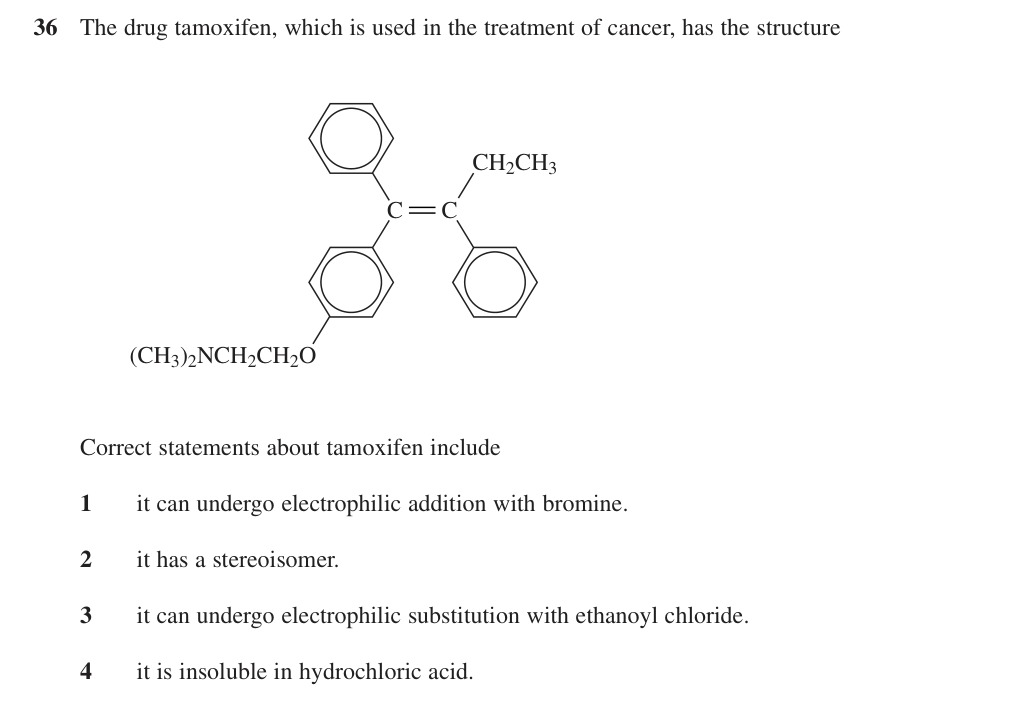 36 The drug tamoxifen, which is used in the treatment of cancer, has the structure
CH₂CH₃
C=C
(CH₃)₂NCH₂CH₂O
Correct statements about tamoxifen include
1 it can undergo electrophilic addition with bromine.
2 it has a stereoisomer.
3 it can undergo electrophilic substitution with ethanoyl chloride.
4 it is insoluble in hydrochloric acid.